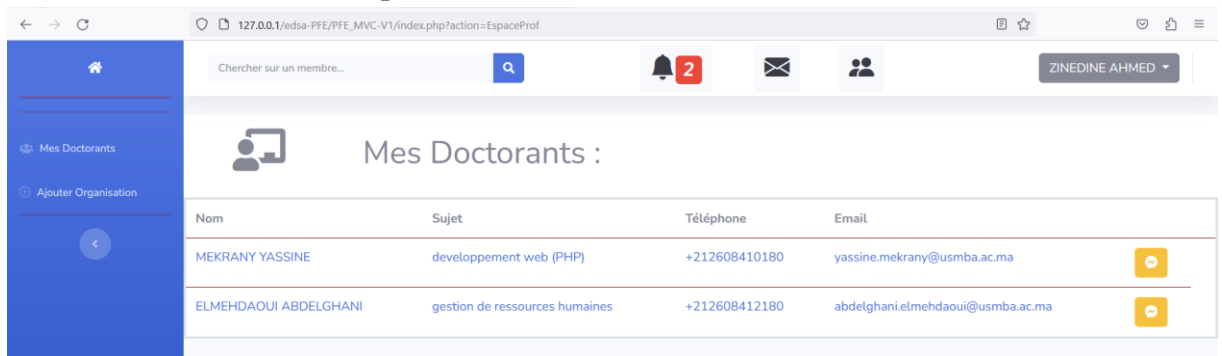 127.0.0.1/edsa-PFE/PFE_MVC-V1/index.php?action=EspaceProf
Chercher sur un membre...
2
ZINEDINE AHMED
Mes Doctorants
Ajouter Organisation
Mes Doctorants :
Nom Sujet Téléphone Email
MEKRANY YASSINE developpement web (PHP) +212608410180 yassine.mekrany@usmba.ac.ma
ELMEHDAOUI ABDELGHANI gestion de ressources humaines +212608412180 abdelghani.elmehdaoui@usmba.ac.ma